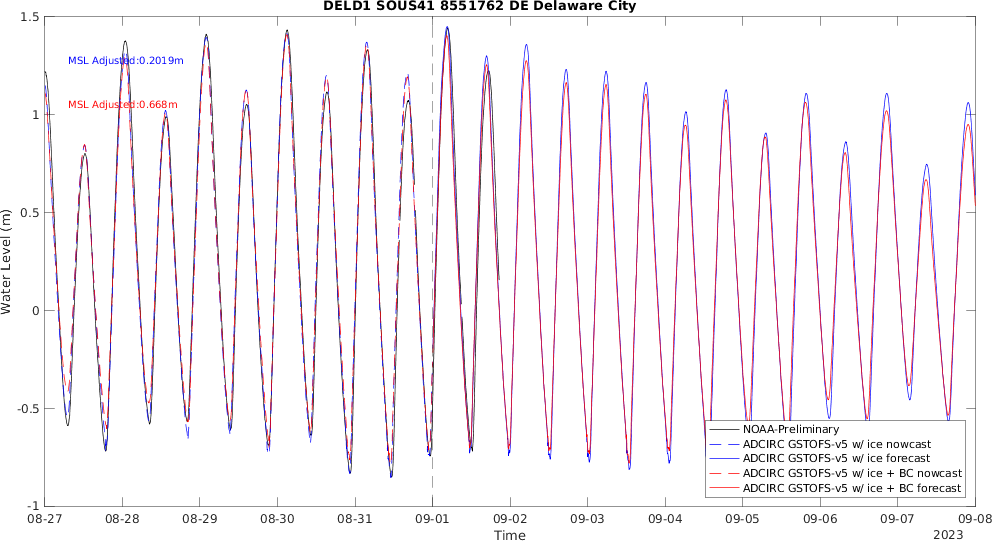 DELD1 SOUS41 8551762 DE Delaware City
1.5
MSL Adjusted:0.2019m
MSL Adjusted:0.668m
1
0.5
0
-0.5
-1
Water Level (m)
NOAA-Preliminary
ADCIRC GSTOFS-v5 w/ ice nowcast
ADCIRC GSTOFS-v5 w/ ice forecast
ADCIRC GSTOFS-v5 w/ ice + BC nowcast
ADCIRC GSTOFS-v5 w/ ice + BC forecast
08-27 08-28 08-29 08-30 08-31 09-01 09-02 09-03 09-04 09-05 09-06 09-07 09-08
Time
2023